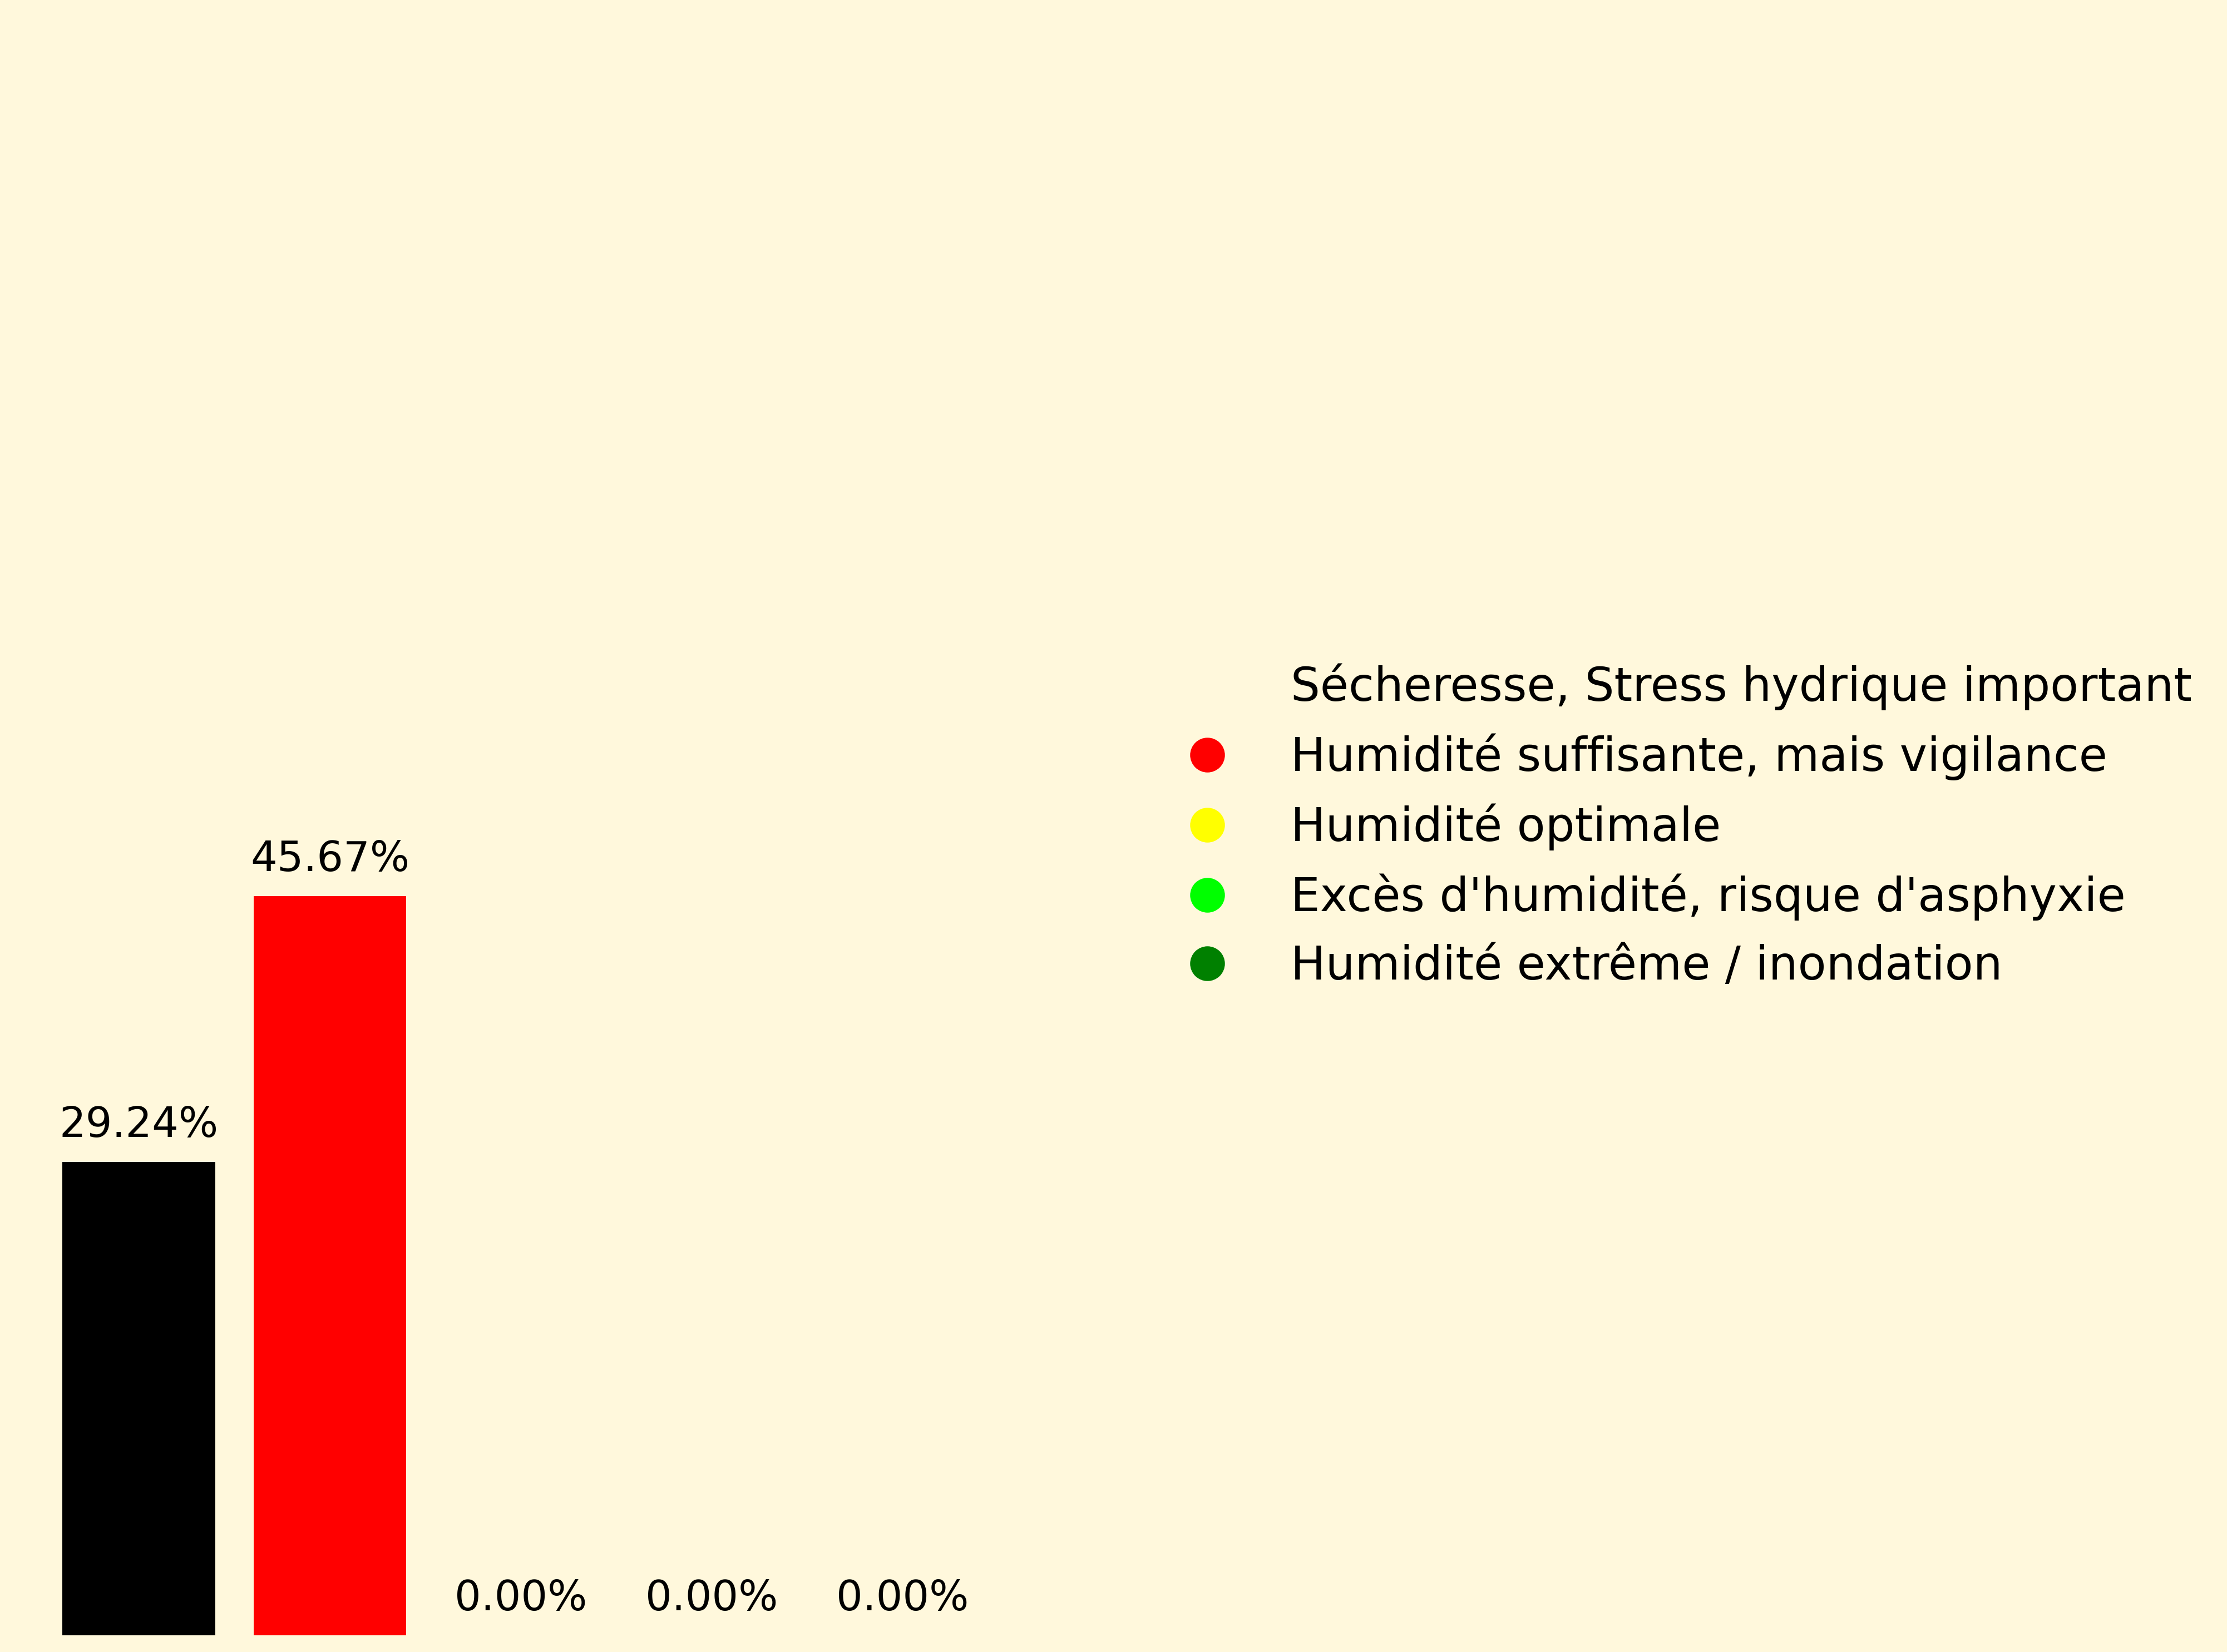 Sécheresse, Stress hydrique important
Humidité suffisante, mais vigilance
Humidité optimale
Excès d'humidité, risque d'asphyxie
Humidité extrême / inondation
45.67%
29.24%
0.00% 0.00% 0.00%